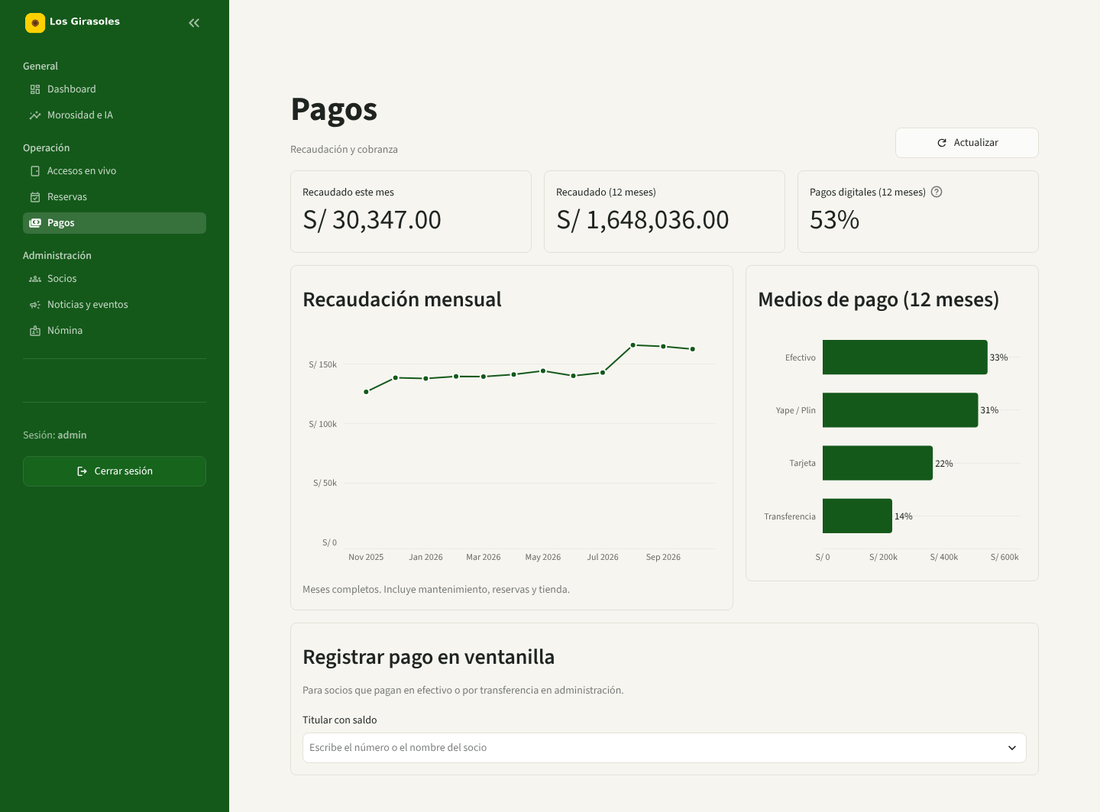 Los Girasoles
General
Dashboard
Morosidad e IA
Operación
Accesos en vivo
Reservas
Pagos
Administración
Socios
Noticias y eventos
Nómina
Sesión: admin
Cerrar sesión
Pagos
Recaudación y cobranza
Actualizar
Recaudado este mes
S/ 30,347.00
Recaudado (12 meses)
S/ 1,648,036.00
Pagos digitales (12 meses)
53%
Recaudación mensual
S/ 150k
S/ 100k
S/ 50k
S/ 0
Nov 2025 Jan 2026 Mar 2026 May 2026 Jul 2026 Sep 2026
Meses completos. Incluye mantenimiento, reservas y tienda.
Medios de pago (12 meses)
Efectivo 33%
Yape / Plin 31%
Tarjeta 22%
Transferencia 14%
S/ 0 S/ 200k S/ 400k S/ 600k
Registrar pago en ventanilla
Para socios que pagan en efectivo o por transferencia en administración.
Titular con saldo
Escribe el número o el nombre del socio